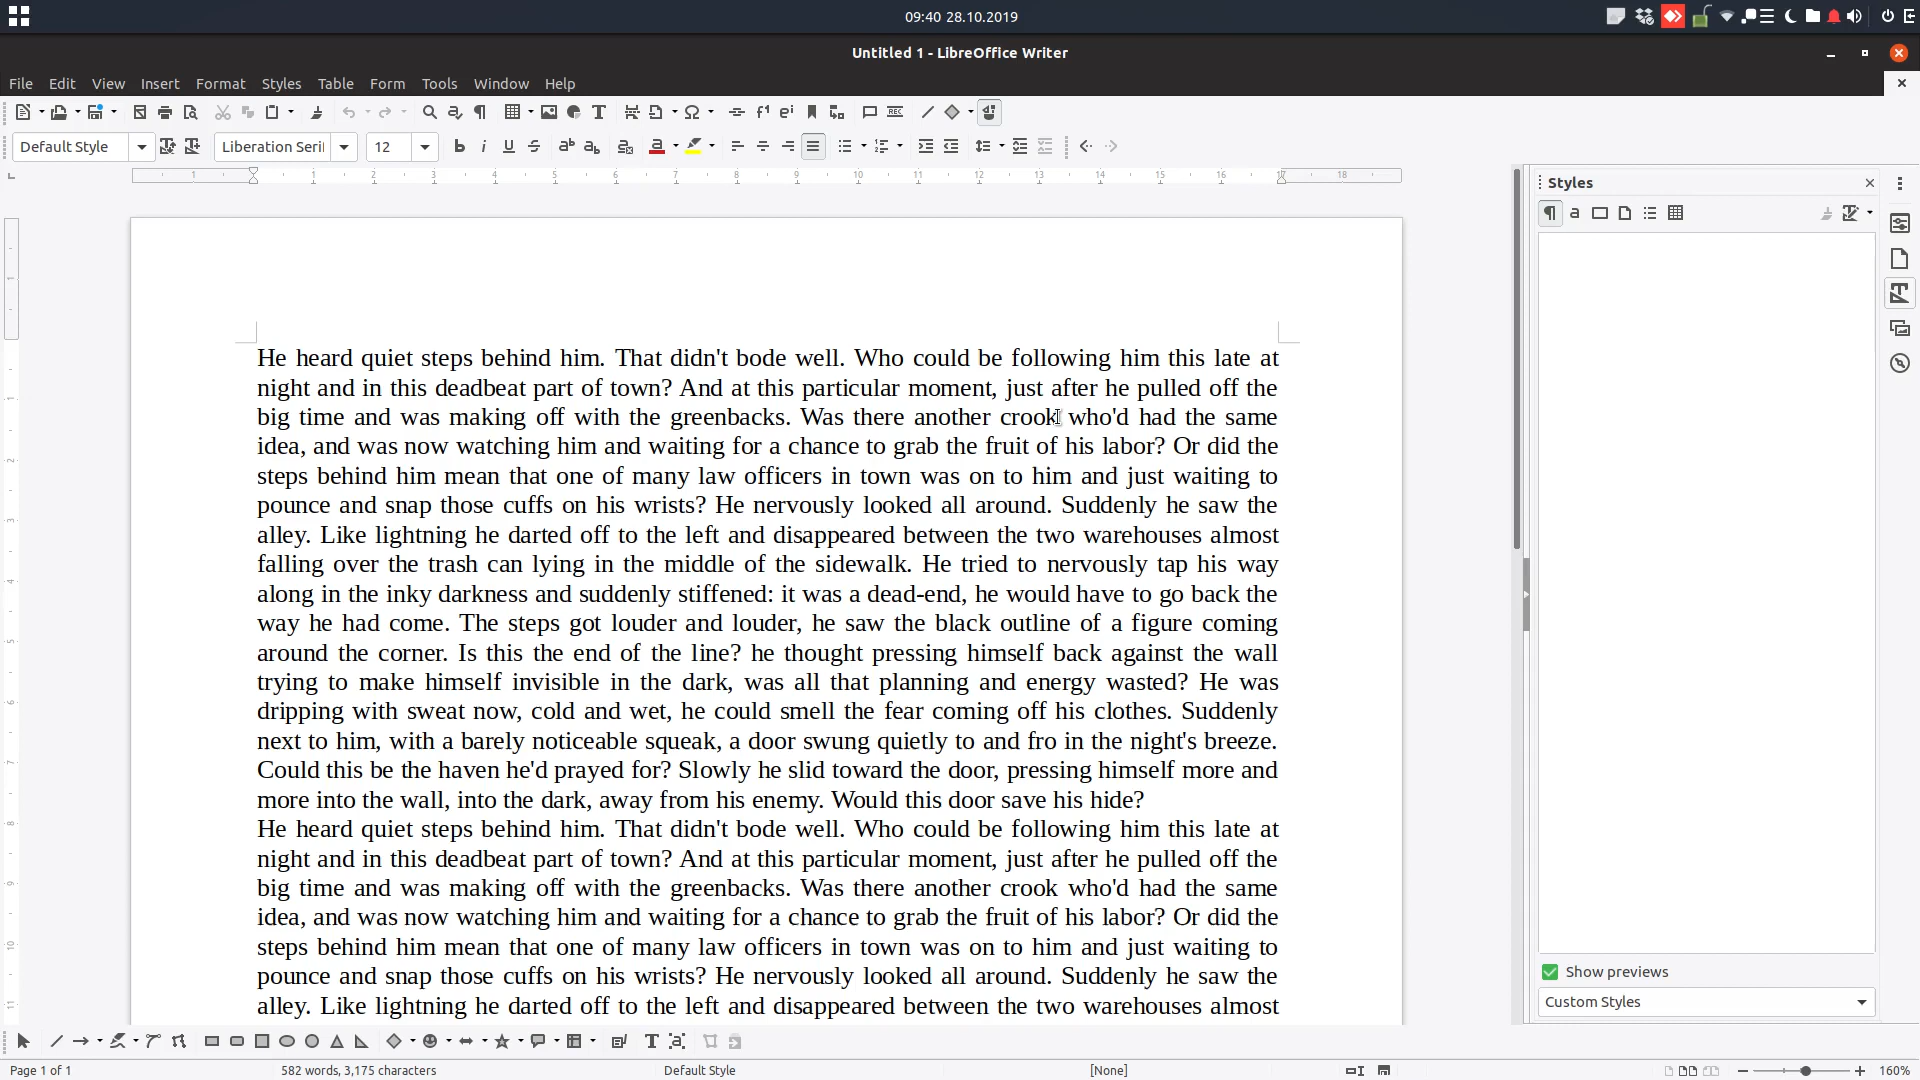 09:40 28.10.2019
Untitled 1 - LibreOffice Writer
File Edit View Insert Format Styles Table Form Tools Window Help
Default Style Liberation Seri 12
1 1 2 3 4 5 6 7 8 9 10 11 12 13 14 15 16 17 18
Styles
He heard quiet steps behind him. That didn't bode well. Who could be following him this late at
night and in this deadbeat part of town? And at this particular moment, just after he pulled off the
big time and was making off with the greenbacks. Was there another crook who'd had the same
idea, and was now watching him and waiting for a chance to grab the fruit of his labor? Or did the
steps behind him mean that one of many law officers in town was on to him and just waiting to
pounce and snap those cuffs on his wrists? He nervously looked all around. Suddenly he saw the
alley. Like lightning he darted off to the left and disappeared between the two warehouses almost
falling over the trash can lying in the middle of the sidewalk. He tried to nervously tap his way
along in the inky darkness and suddenly stiffened: it was a dead-end, he would have to go back the
way he had come. The steps got louder and louder, he saw the black outline of a figure coming
around the corner. Is this the end of the line? he thought pressing himself back against the wall
trying to make himself invisible in the dark, was all that planning and energy wasted? He was
dripping with sweat now, cold and wet, he could smell the fear coming off his clothes. Suddenly
next to him, with a barely noticeable squeak, a door swung quietly to and fro in the night's breeze.
Could this be the haven he'd prayed for? Slowly he slid toward the door, pressing himself more and
more into the wall, into the dark, away from his enemy. Would this door save his hide?
He heard quiet steps behind him. That didn't bode well. Who could be following him this late at
night and in this deadbeat part of town? And at this particular moment, just after he pulled off the
big time and was making off with the greenbacks. Was there another crook who'd had the same
idea, and was now watching him and waiting for a chance to grab the fruit of his labor? Or did the
steps behind him mean that one of many law officers in town was on to him and just waiting to
pounce and snap those cuffs on his wrists? He nervously looked all around. Suddenly he saw the
alley. Like lightning he darted off to the left and disappeared between the two warehouses almost
Show previews
Custom Styles
Page 1 of 1 582 words, 3,175 characters Default Style [None] 160%